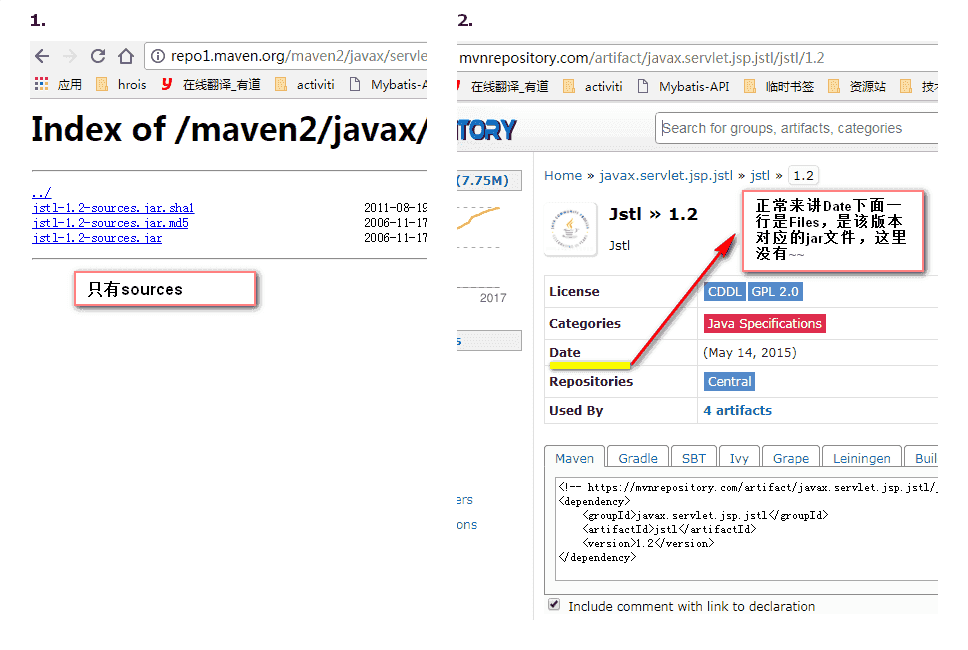 1.
repo1.maven.org/maven2/javax/servle
应用 hrois 在线翻译_有道 activiti Mybatis-A
Index of /maven2/javax/
../
jstl-1.2-sources.jar.sha1 2011-08-19
jstl-1.2-sources.jar.md5 2006-11-17
jstl-1.2-sources.jar 2006-11-17
只有sources
2.
mvnrepository.com/artifact/javax.servlet.jsp.jstl/jstl/1.2
在线翻译_有道 activiti Mybatis-API 临时书签 资源站 技
TORY
Search for groups, artifacts, categories
(7.75M)
2017
s
ers
ons
Home » javax.servlet.jsp.jstl » jstl » 1.2
Jstl » 1.2
Jstl
正常来讲Date下面一
行是Files，是该版本
对应的jar文件，这里
没有~~
License CDDL GPL 2.0
Categories Java Specifications
Date (May 14, 2015)
Repositories Central
Used By 4 artifacts
Maven Gradle SBT Ivy Grape Leiningen Buil
<!-- https://mvnrepository.com/artifact/javax.servlet.jsp.jstl/j
<dependency>
<groupId>javax.servlet.jsp.jstl</groupId>
<artifactId>jstl</artifactId>
<version>1.2</version>
</dependency>
Include comment with link to declaration